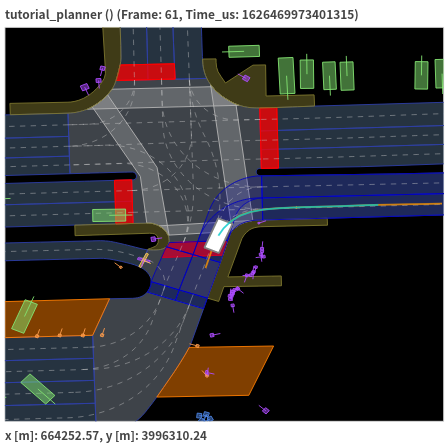 tutorial_planner () (Frame: 61, Time_us: 1626469973401315)
x [m]: 664252.57, y [m]: 3996310.24